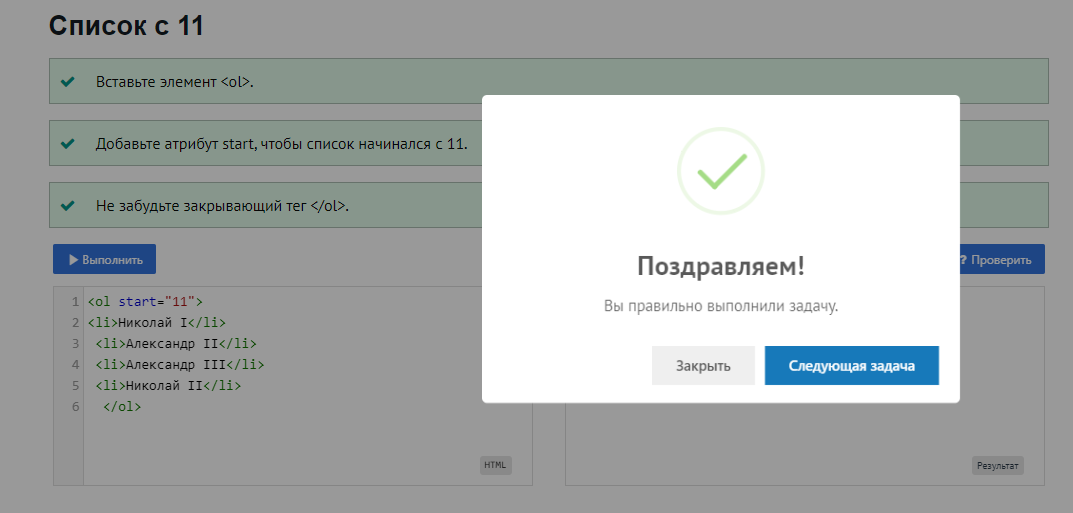 Список с 11
Вставьте элемент <ol>.
Добавьте атрибут start, чтобы список начинался с 11.
Не забудьте закрывающий тег </ol>.
Поздравляем!
Вы правильно выполнили задачу.
Закрыть
Следующая задача
Выполнить
? Проверить
1 <ol start="11">
2 <li>Николай I</li>
3 <li>Александр II</li>
4 <li>Александр III</li>
5 <li>Николай II</li>
6 </ol>
HTML
Результат